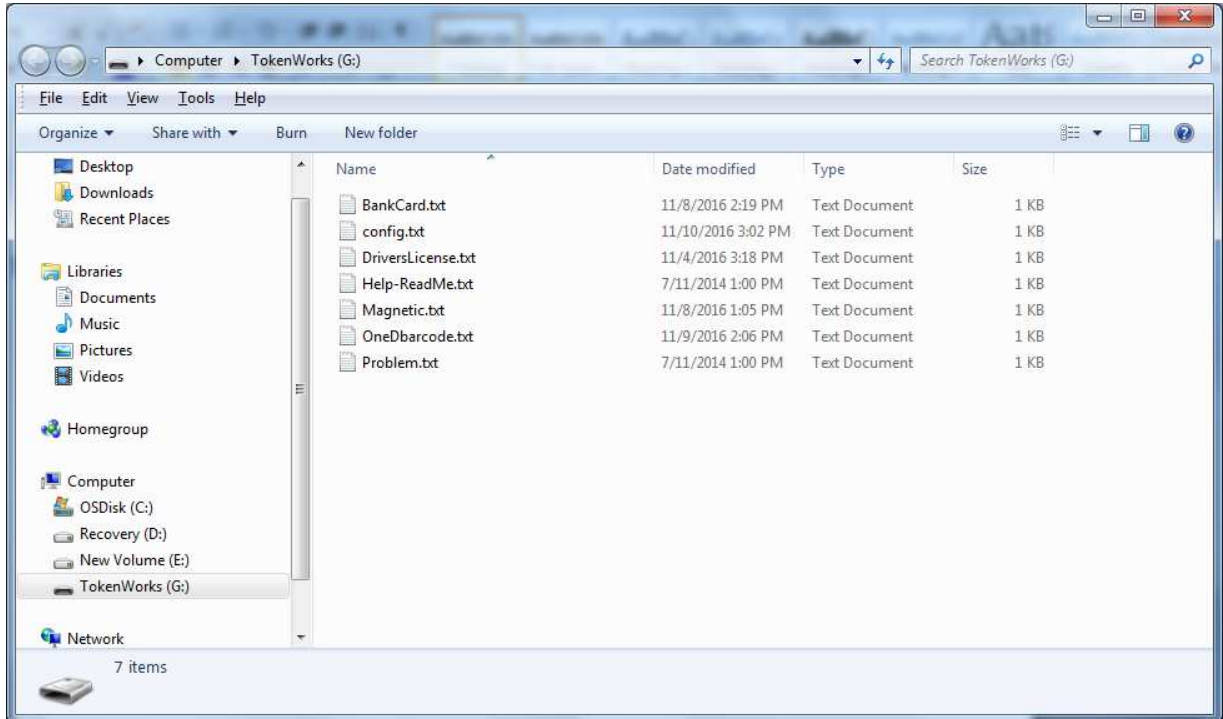 Computer TokenWorks (G:) Search TokenWorks (G:)
File Edit View Tools Help
Organize Share with Burn New folder
Desktop
Downloads
Recent Places
Libraries
Documents
Music
Pictures
Videos
Homegroup
Computer
OSDisk (C:)
Recovery (D:)
New Volume (E:)
TokenWorks (G:)
Network
Name Date modified Type Size
BankCard.txt 11/8/2016 2:19 PM Text Document 1 KB
config.txt 11/10/2016 3:02 PM Text Document 1 KB
DriversLicense.txt 11/4/2016 3:18 PM Text Document 1 KB
Help-ReadMe.txt 7/11/2014 1:00 PM Text Document 1 KB
Magnetic.txt 11/8/2016 1:05 PM Text Document 1 KB
OneDbarcode.txt 11/9/2016 2:06 PM Text Document 1 KB
Problem.txt 7/11/2014 1:00 PM Text Document 1 KB
7 items